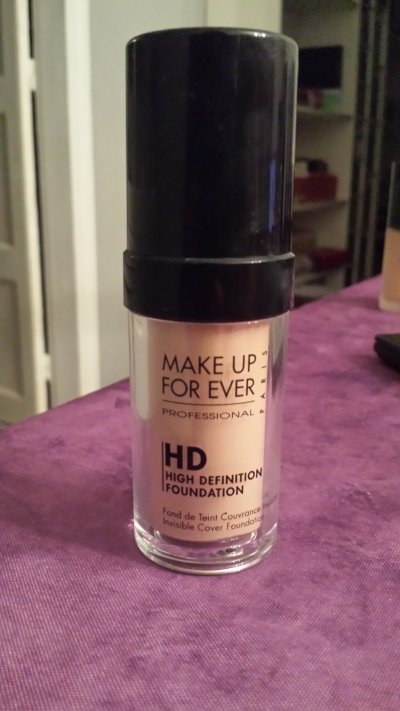 MAKE UP
FOR EVER
PROFESSIONAL
PARIS
HD
HIGH DEFINITION
FOUNDATION
Fond de Teint Couvrance
Invisible Cover Foundation